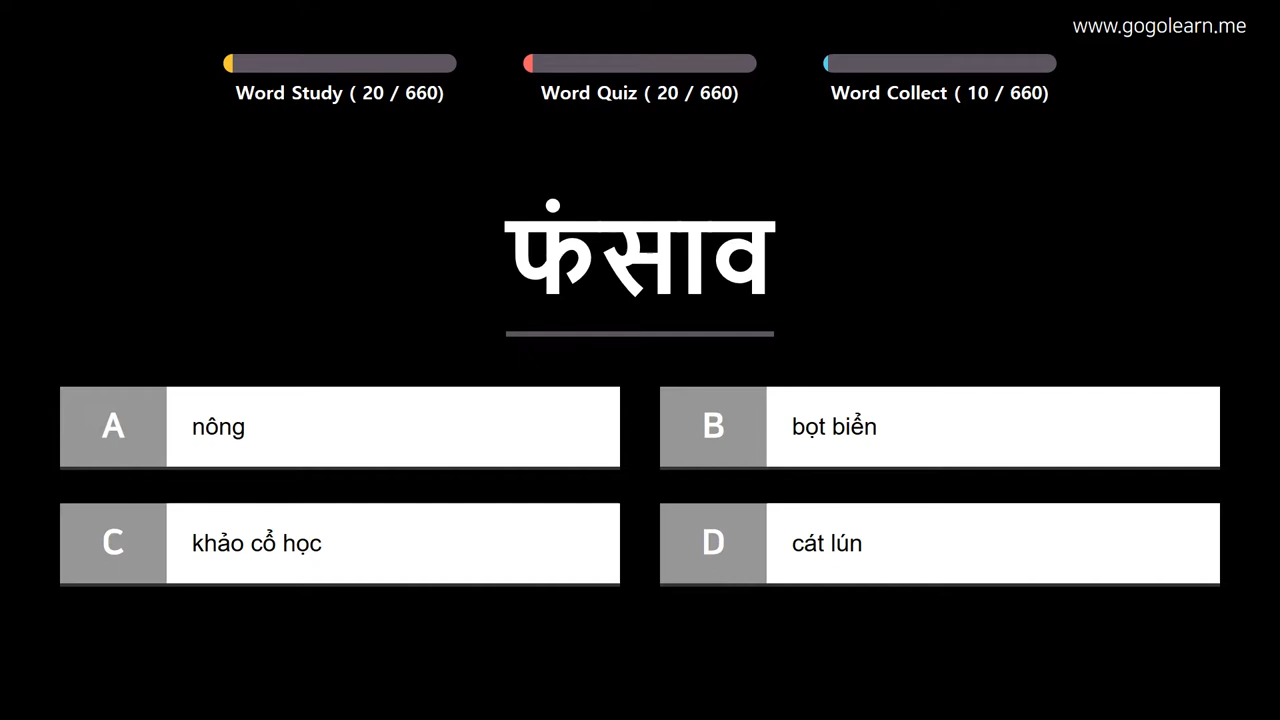 www.gogolearn.me
Word Study ( 20 / 660)
Word Quiz ( 20 / 660)
Word Collect ( 10 / 660)
फंसाव
A nông
B bọt biển
C khảo cổ học
D cát lún